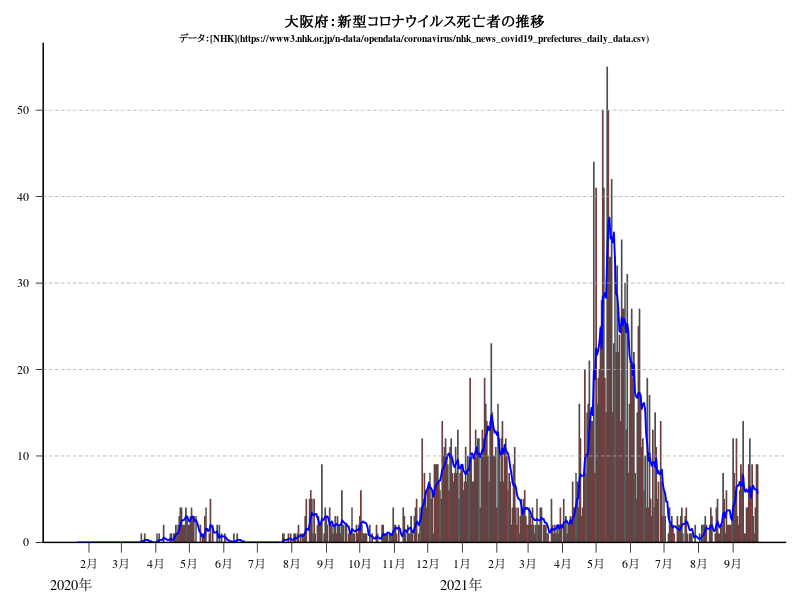 大阪府：新型コロナウイルス死亡者の推移
データ：[NHK](https://www3.nhk.or.jp/n-data/opendata/coronavirus/nhk_news_covid19_prefectures_daily_data.csv)
50
40
30
20
10
0
2月 3月 4月 5月 6月 7月 8月 9月 10月 11月 12月 1月 2月 3月 4月 5月 6月 7月 8月 9月
2020年 2021年